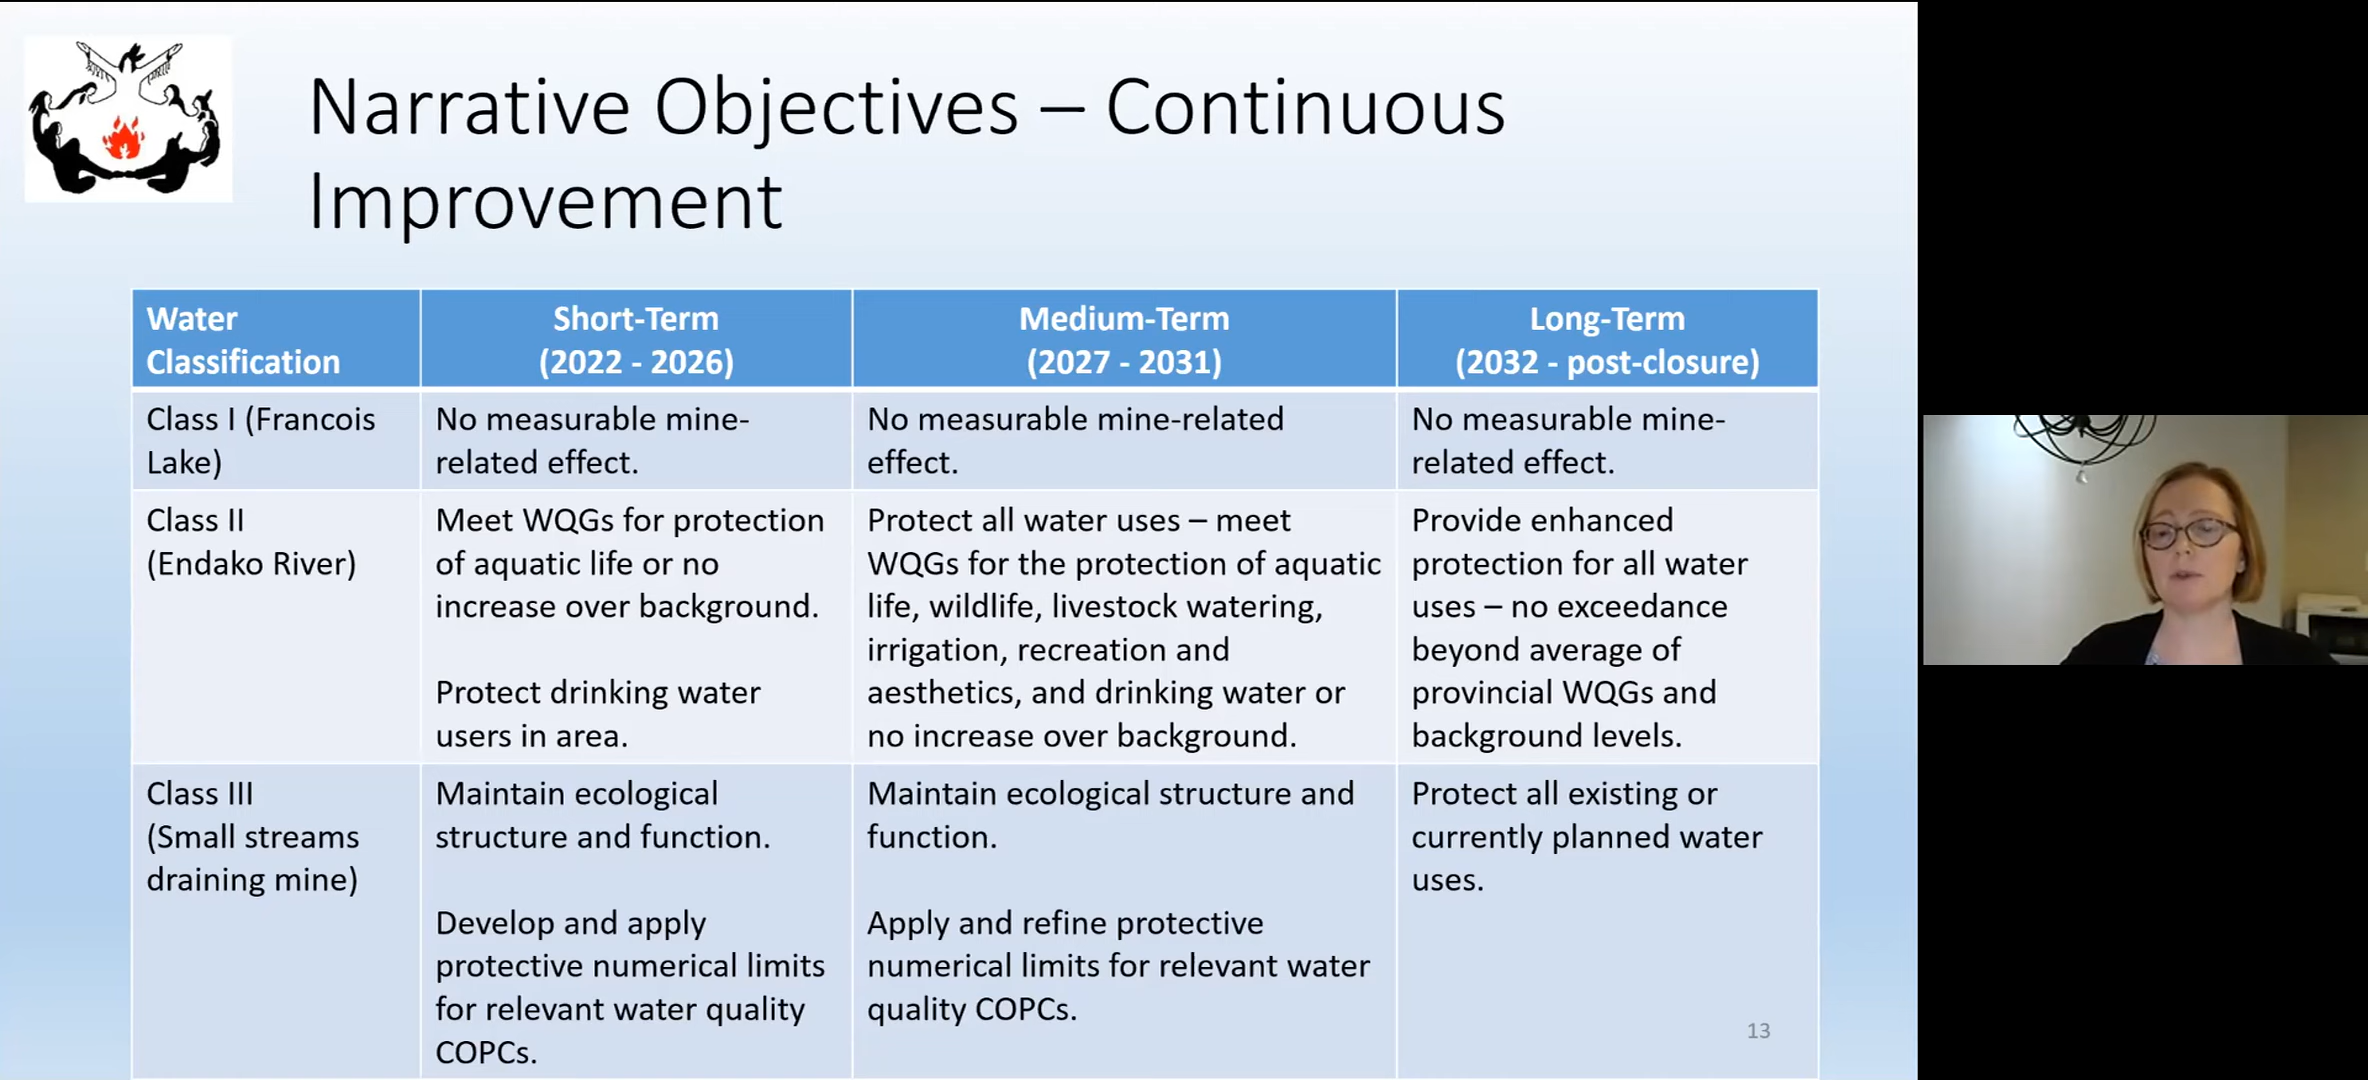 Narrative Objectives – Continuous
Improvement
Water
Classification
Short-Term
(2022 - 2026)
Medium-Term
(2027 - 2031)
Long-Term
(2032 - post-closure)
Class I (Francois
Lake)
No measurable mine-
related effect.
No measurable mine-related
effect.
No measurable mine-
related effect.
Class II
(Endako River)
Meet WQGs for protection
of aquatic life or no
increase over background.
Protect drinking water
users in area.
Protect all water uses – meet
WQGs for the protection of aquatic
life, wildlife, livestock watering,
irrigation, recreation and
aesthetics, and drinking water or
no increase over background.
Provide enhanced
protection for all water
uses – no exceedance
beyond average of
provincial WQGs and
background levels.
Class III
(Small streams
draining mine)
Maintain ecological
structure and function.
Develop and apply
protective numerical limits
for relevant water quality
COPCs.
Maintain ecological structure and
function.
Apply and refine protective
numerical limits for relevant water
quality COPCs.
Protect all existing or
currently planned water
uses.
13